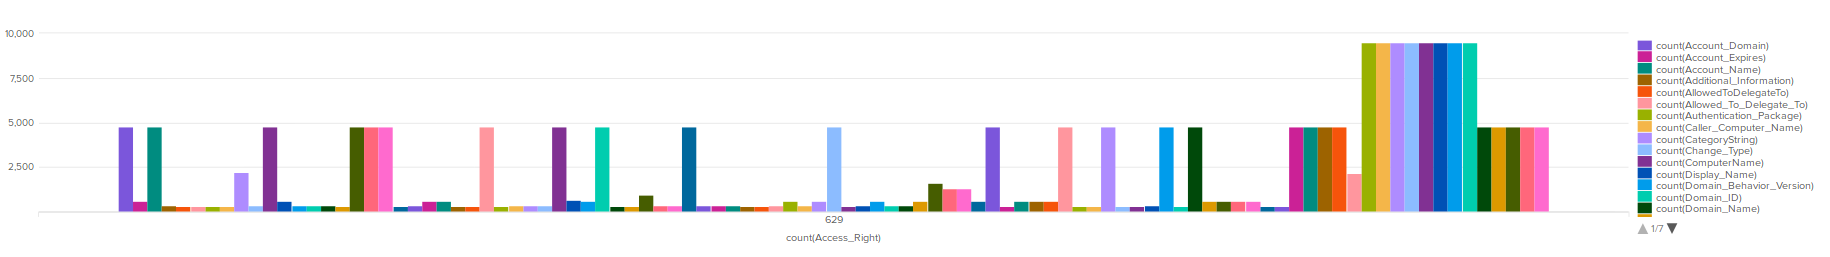 10,000
7,500
5,000
2,500
629
count(Access_Right)
count(Account_Domain)
count(Account_Expires)
count(Account_Name)
count(Additional_Information)
count(AllowedToDelegateTo)
count(Allowed_To_Delegate_To)
count(Authentication_Package)
count(Caller_Computer_Name)
count(CategoryString)
count(Change_Type)
count(ComputerName)
count(Display_Name)
count(Domain_Behavior_Version)
count(Domain_ID)
count(Domain_Name)
1/7